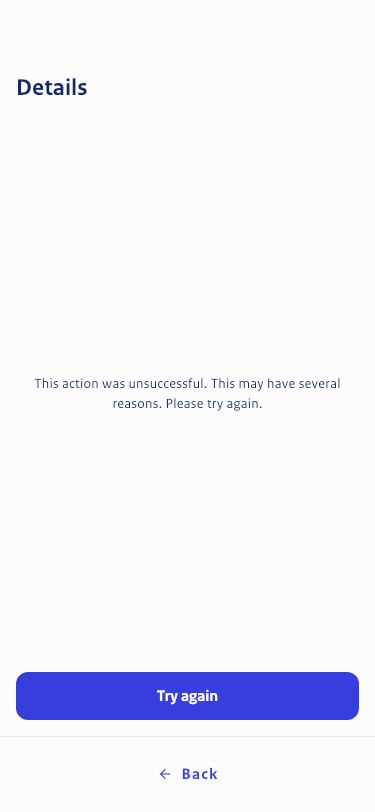 Details
This action was unsuccessful. This may have several
reasons. Please try again.
Try again
← Back